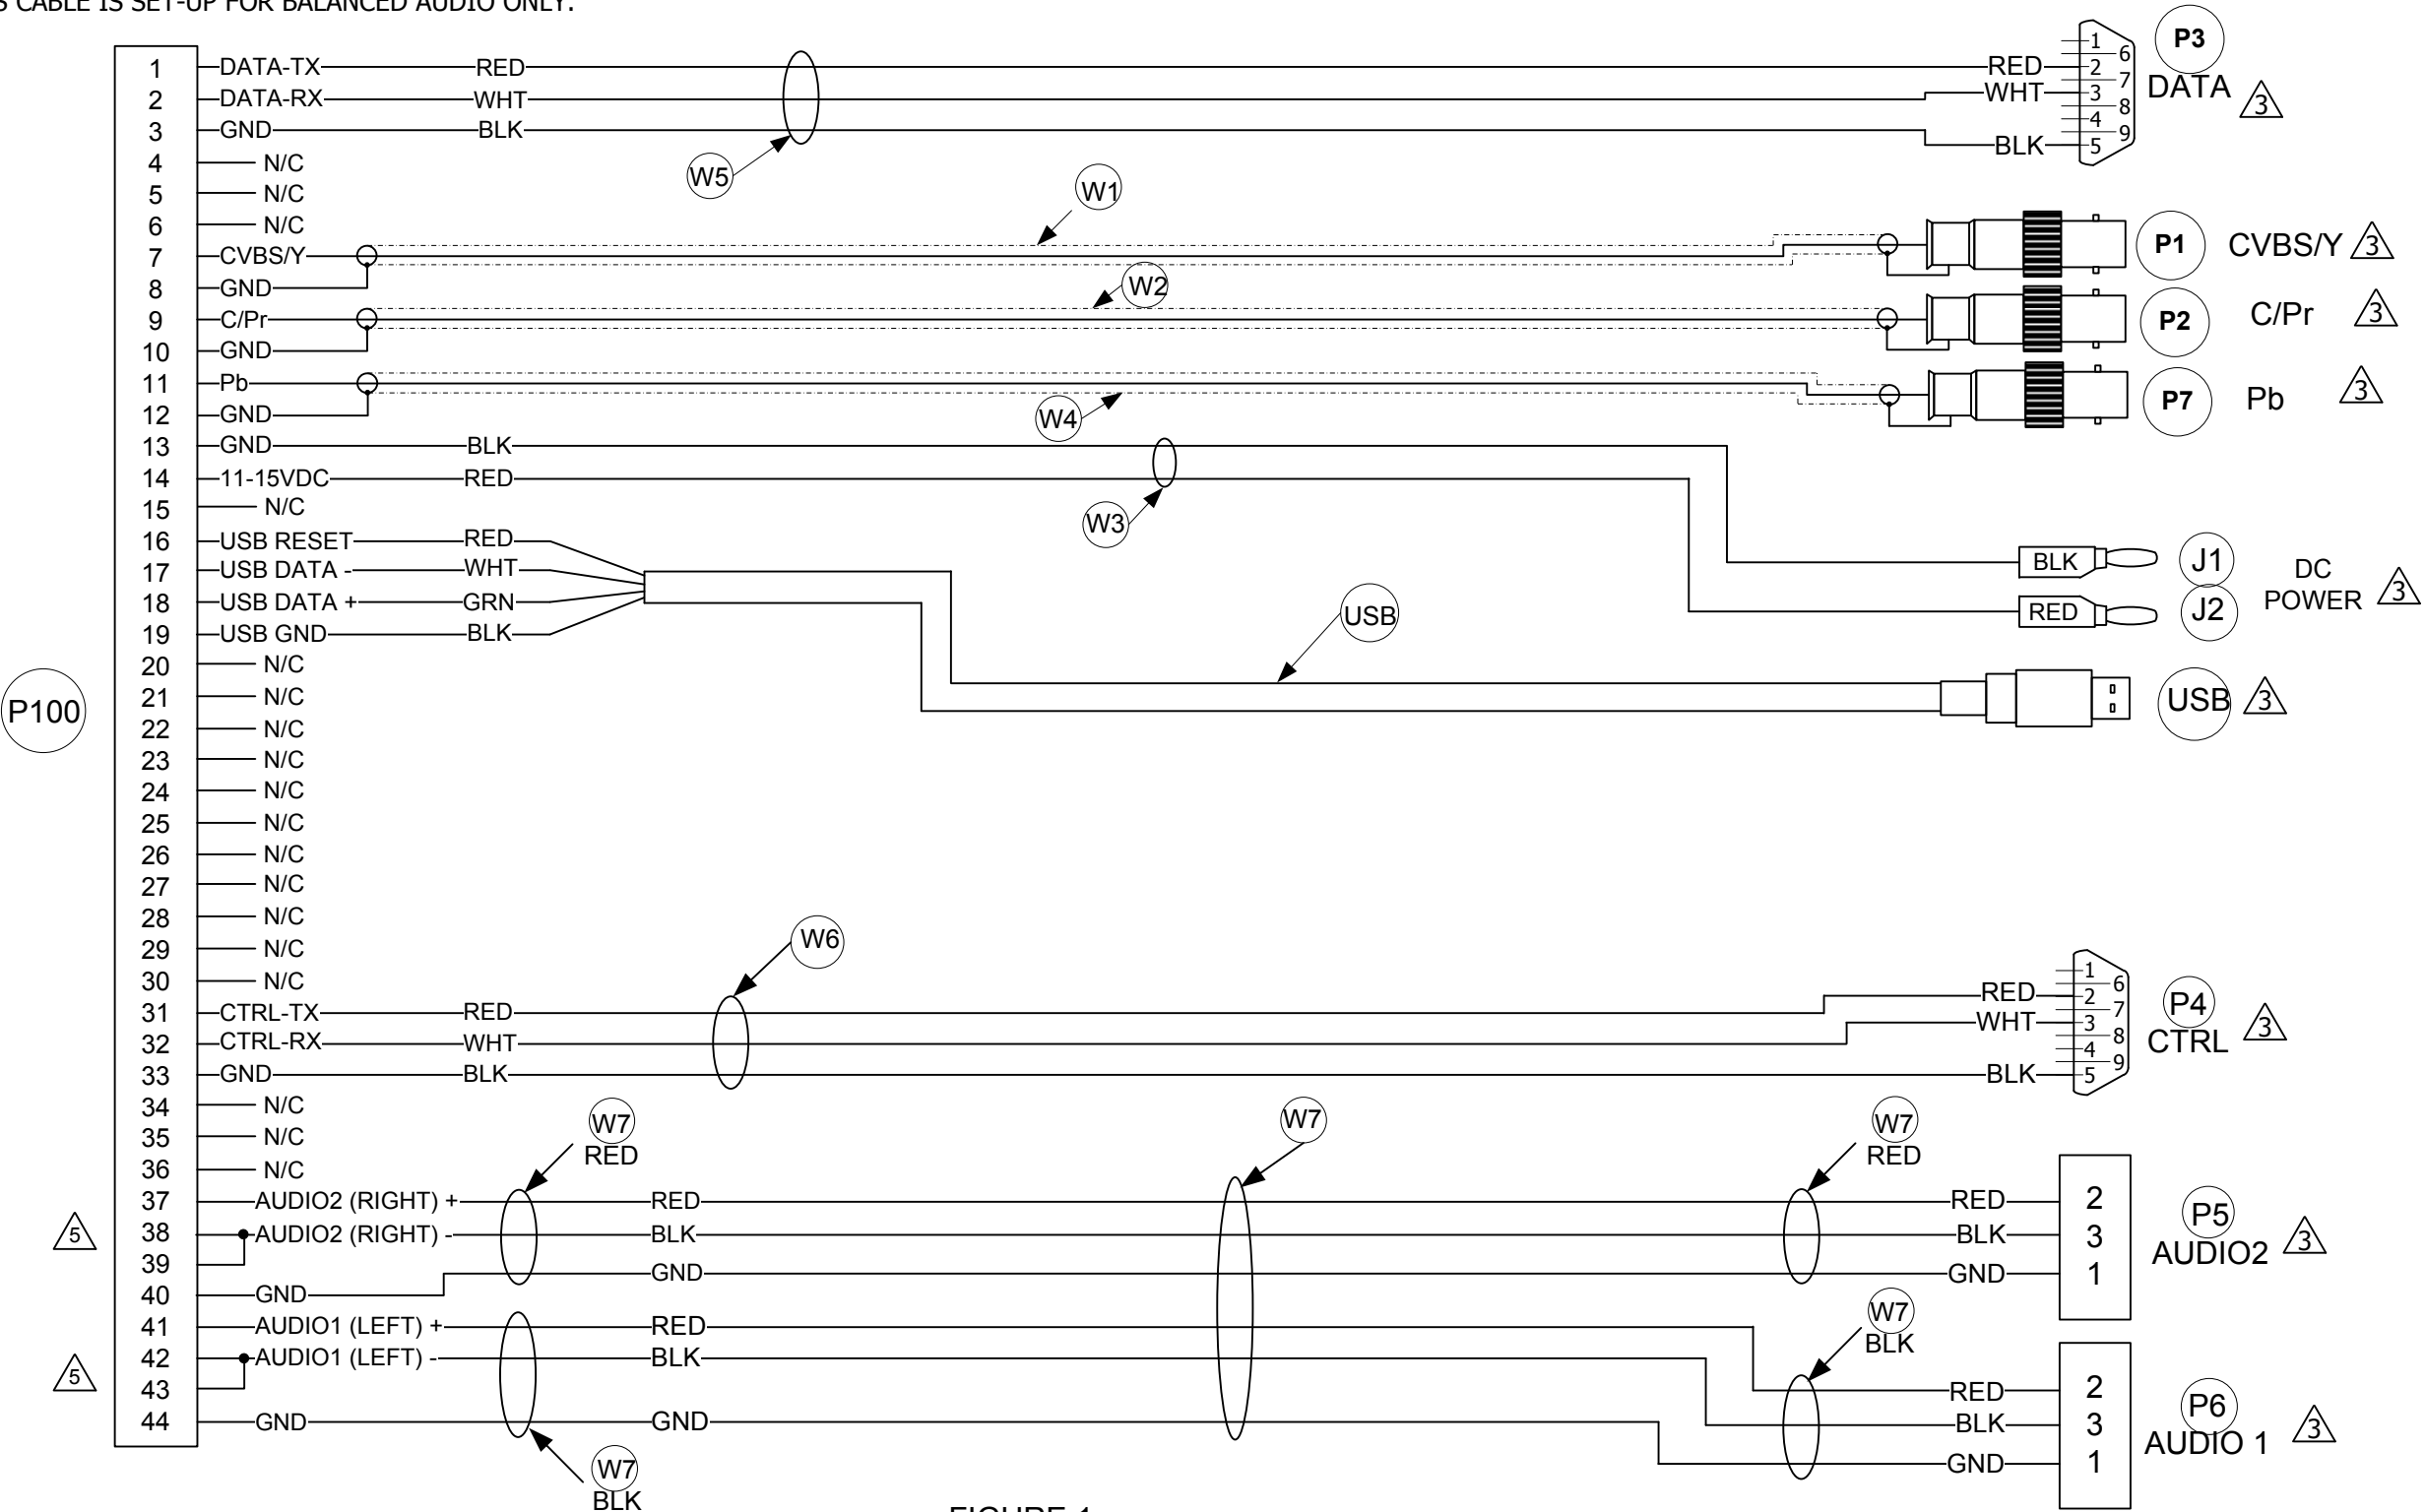 S CABLE IS SET-UP FOR BALANCED AUDIO ONLY.
1 DATA-TX RED RED 2
2 DATA-RX WHT WHT 3
3 GND BLK BLK 5
1 6 7 8 4 9
P3
DATA 3
W5
4 N/C
5 N/C
6 N/C
W1
7 CVBS/Y P1 CVBS/Y 3
8 GND
W2
9 C/Pr P2 C/Pr 3
10 GND
11 Pb P7 Pb 3
12 GND
W4
13 GND BLK BLK J1
14 11-15VDC RED RED J2
W3
DC
POWER 3
15 N/C
16 USB RESET RED
17 USB DATA - WHT
18 USB DATA + GRN
19 USB GND BLK
USB
USB 3
20 N/C
21 N/C
P100
22 N/C
23 N/C
24 N/C
25 N/C
26 N/C
27 N/C
28 N/C
29 N/C
30 N/C
W6
31 CTRL-TX RED RED 2
32 CTRL-RX WHT WHT 3
33 GND BLK BLK 5
1 6 7 8 4 9
P4
CTRL 3
34 N/C
35 N/C
36 N/C
W7
RED
W7
W7
RED
37 AUDIO2 (RIGHT) + RED RED 2
5 38 AUDIO2 (RIGHT) - BLK BLK 3
39
40 GND GND GND 1
P5
AUDIO2 3
41 AUDIO1 (LEFT) + RED RED 2
5 42 AUDIO1 (LEFT) - BLK BLK 3
43
44 GND GND GND 1
W7
BLK
P6
AUDIO 1 3
W7
BLK
FIGURE 1